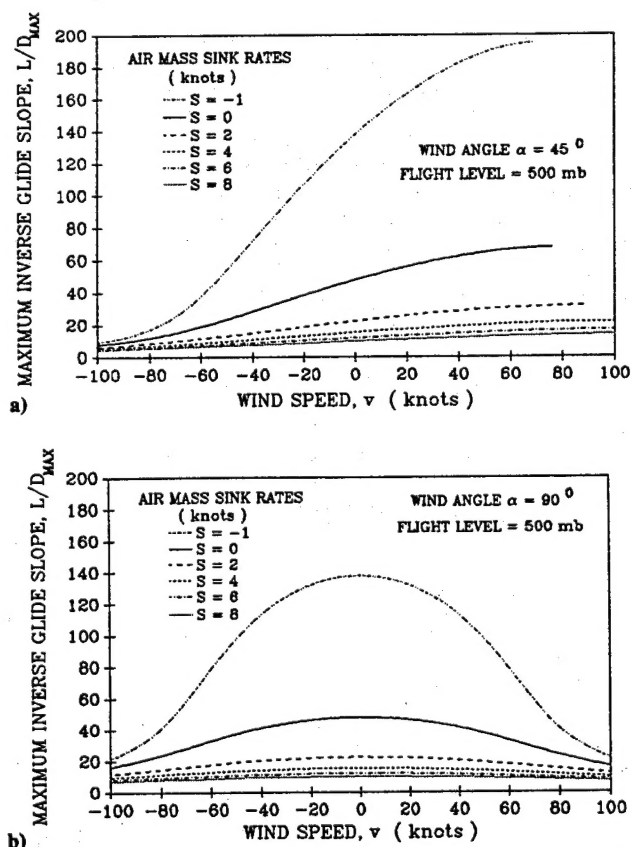 200
180
160
140
120
100
80
60
40
20
0
MAXIMUM INVERSE GLIDE SLOPE, L/DMAX
AIR MASS SINK RATES
(knots)
S = -1
S = 0
S = 2
S = 4
S = 6
S = 8
WIND ANGLE α = 45°
FLIGHT LEVEL = 500 mb
-100 -80 -60 -40 -20 0 20 40 60 80 100
WIND SPEED, v (knots)
a)
200
180
160
140
120
100
80
60
40
20
0
MAXIMUM INVERSE GLIDE SLOPE, L/DMAX
AIR MASS SINK RATES
(knots)
S = -1
S = 0
S = 2
S = 4
S = 6
S = 8
WIND ANGLE α = 90°
FLIGHT LEVEL = 500 mb
-100 -80 -60 -40 -20 0 20 40 60 80 100
WIND SPEED, v (knots)
b)